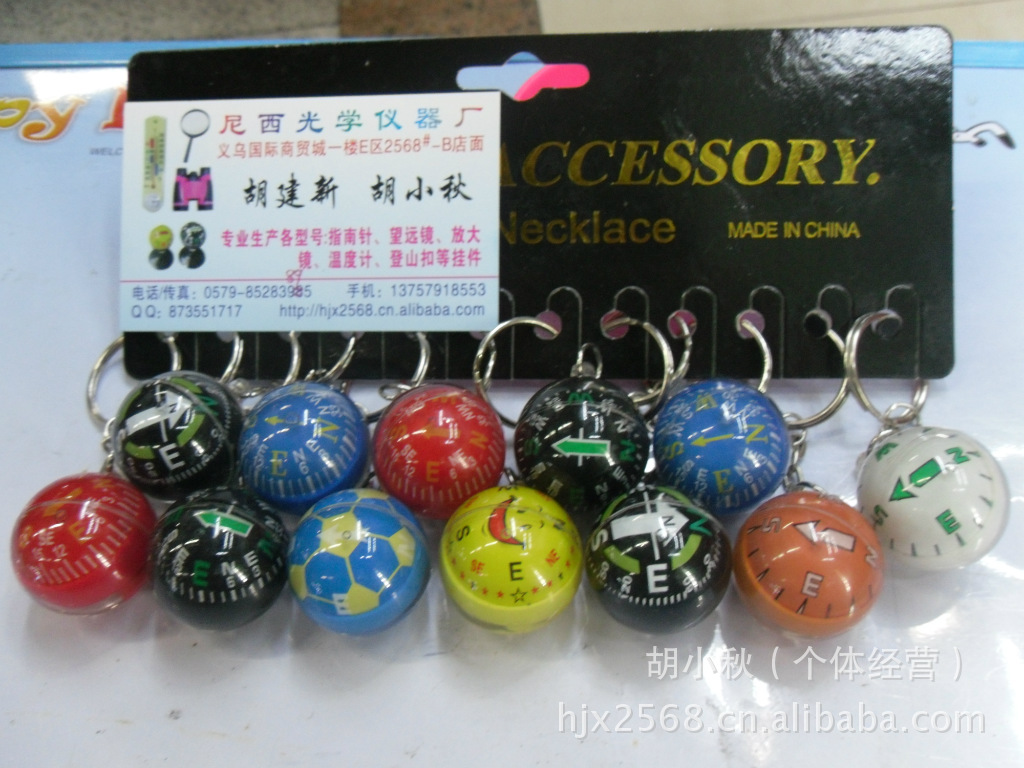 尼西光学仪器厂
义乌国际商贸城一楼E区2568#-B店面
胡建新 胡小秋
专业生产各型号:指南针、望远镜、放大
镜、温度计、登山扣等挂件
电话/传真: 0579-85283985 手机: 13757918553
QQ: 873551717 http://hjx2568.cn.alibaba.com
ACCESSORY.
Necklace MADE IN CHINA
胡小秋（个体经营）
hjx2568.cn.alibaba.com